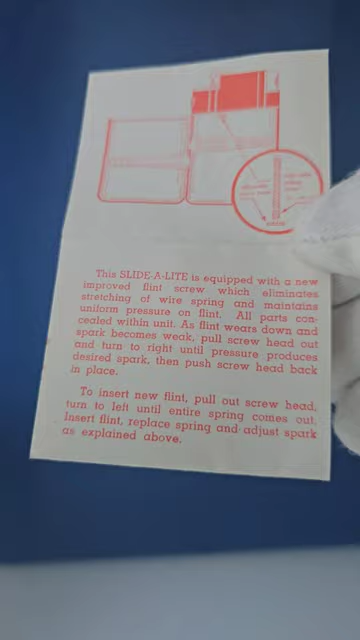 This SLIDE-A-LITE is equipped with a new
improved flint screw which eliminates
stretching of wire spring and maintains
uniform pressure on flint. All parts con-
cealed within unit. As flint wears down and
spark becomes weak, pull screw head out
and turn to right until pressure produces
desired spark, then push screw head back
in place.
To insert new flint, pull out screw head,
turn to left until entire spring comes out.
Insert flint, replace spring and adjust spark
as explained above.